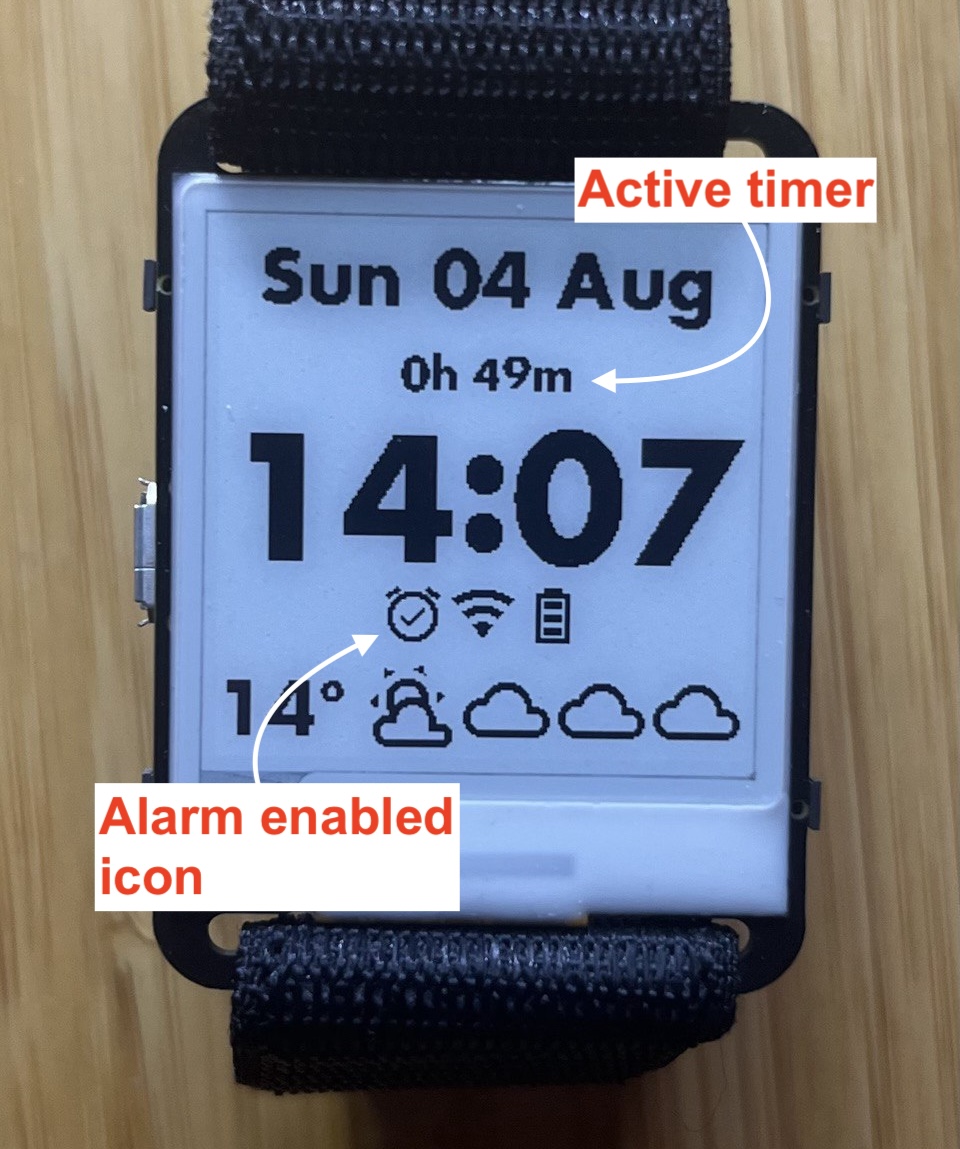 Active timer
Sun 04 Aug
0h 49m
14:07
14°
Alarm enabled
icon